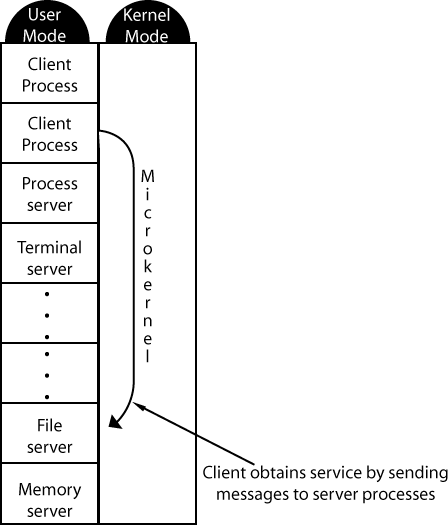 User
Mode
Kernel
Mode
Client
Process
Client
Process
Process
server
Terminal
server
Microkernel
File
server
Memory
server
Client obtains service by sending
messages to server processes